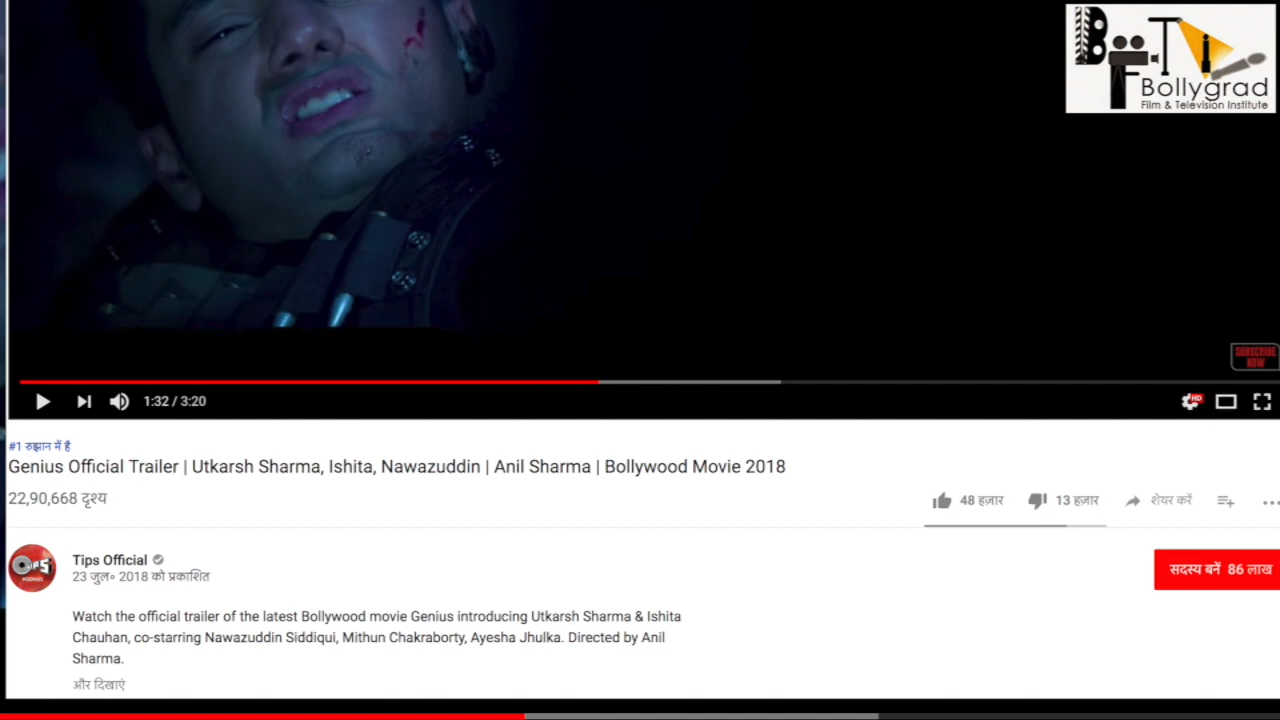 Bollygrad
Film & Television Institute
SUBSCRIBE
NOW
1:32 / 3:20
HD
#1 रुझान में है
Genius Official Trailer | Utkarsh Sharma, Ishita, Nawazuddin | Anil Sharma | Bollywood Movie 2018
22,90,668 दृश्य
48 हज़ार
13 हज़ार
शेयर करें
TiPS
Tips Official
सदस्य बनें 86 लाख
23 जुल॰ 2018 को प्रकाशित
Watch the official trailer of the latest Bollywood movie Genius introducing Utkarsh Sharma & Ishita
Chauhan, co-starring Nawazuddin Siddiqui, Mithun Chakraborty, Ayesha Jhulka. Directed by Anil
Sharma.
और दिखाएं